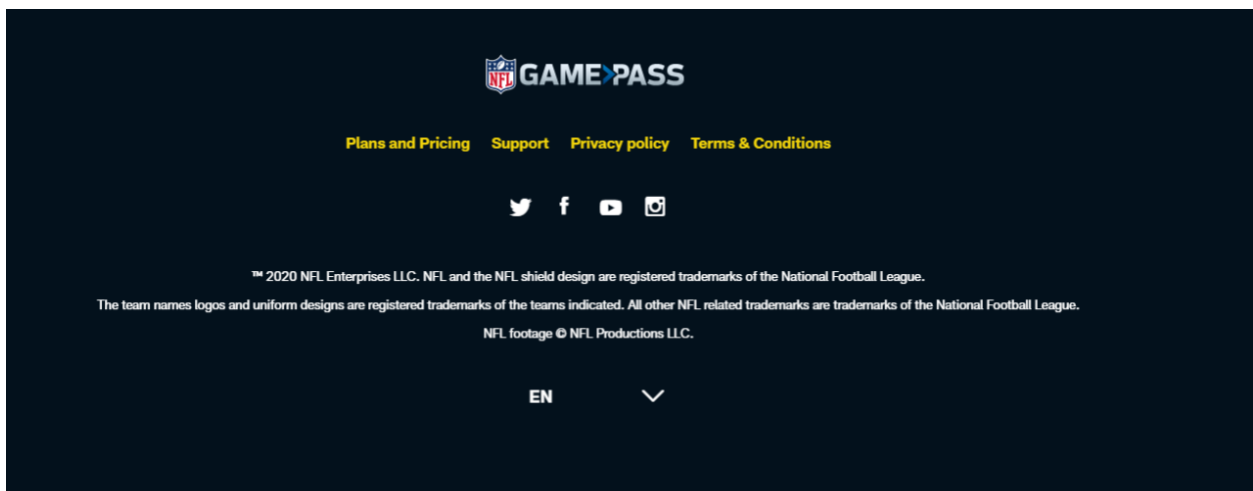 NFL GAME PASS
Plans and Pricing Support Privacy policy Terms & Conditions
™ 2020 NFL Enterprises LLC. NFL and the NFL shield design are registered trademarks of the National Football League.
The team names logos and uniform designs are registered trademarks of the teams indicated. All other NFL related trademarks are trademarks of the National Football League.
NFL footage © NFL Productions LLC.
EN